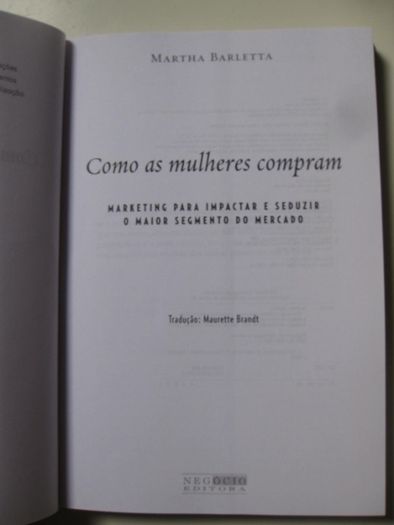 MARTHA BARLETTA
Como as mulheres compram
MARKETING PARA IMPACTAR E SEDUZIR
O MAIOR SEGMENTO DO MERCADO
Tradução: Maurette Brandt
NEGÓCIO
EDITORA